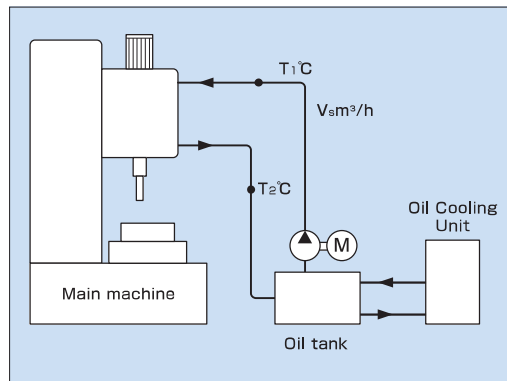 T₁℃
Vsm³/h
T₂℃
Oil Cooling
Unit
M
Main machine
Oil tank